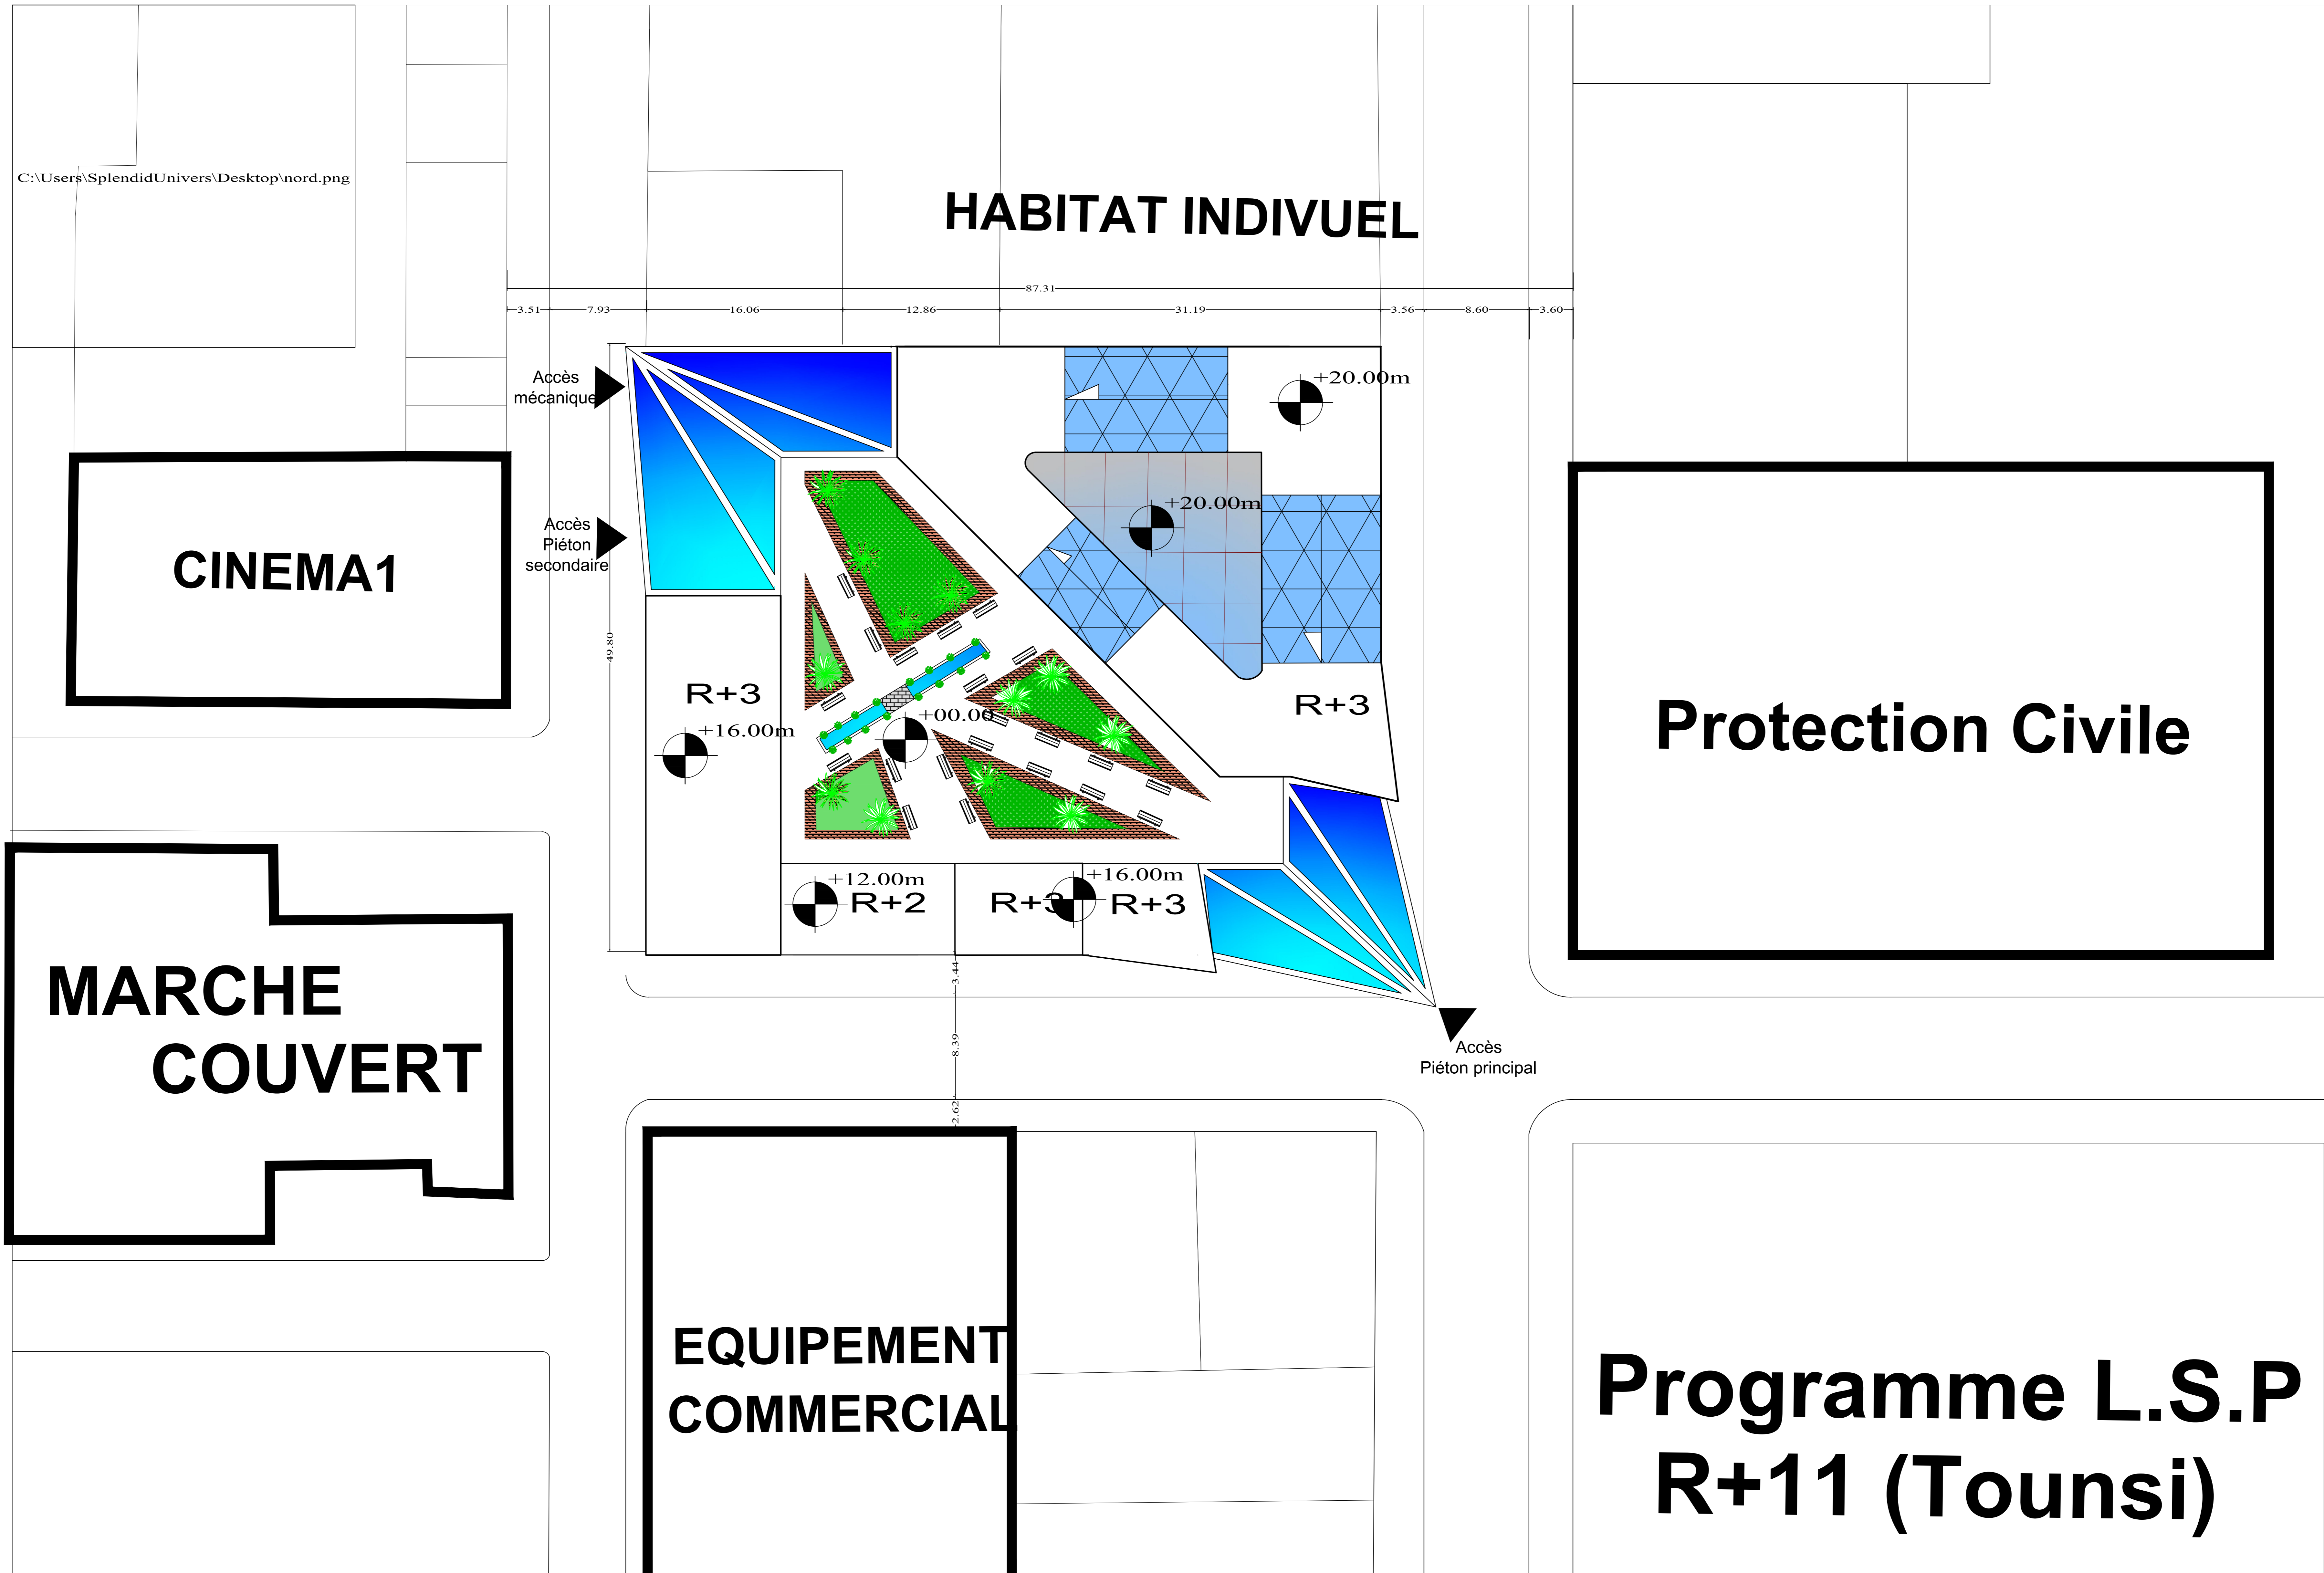 C:\Users\SplendidUnivers\Desktop\nord.png
HABITAT INDIVUEL
87.31
3.51
7.93
16.06
12.86
31.19
3.56
8.60
3.60
Accès
mécanique
+20.00m
+20.00m
Accès
Piéton
secondaire
CINEMA1
49.80
R+3
+16.00m
+00.00
R+3
Protection Civile
+12.00m
R+2
R+3
+16.00m
R+3
MARCHE
COUVERT
3.44
8.39
2.62
Accès
Piéton principal
EQUIPEMENT
COMMERCIAL
Programme L.S.P
R+11 (Tounsi)